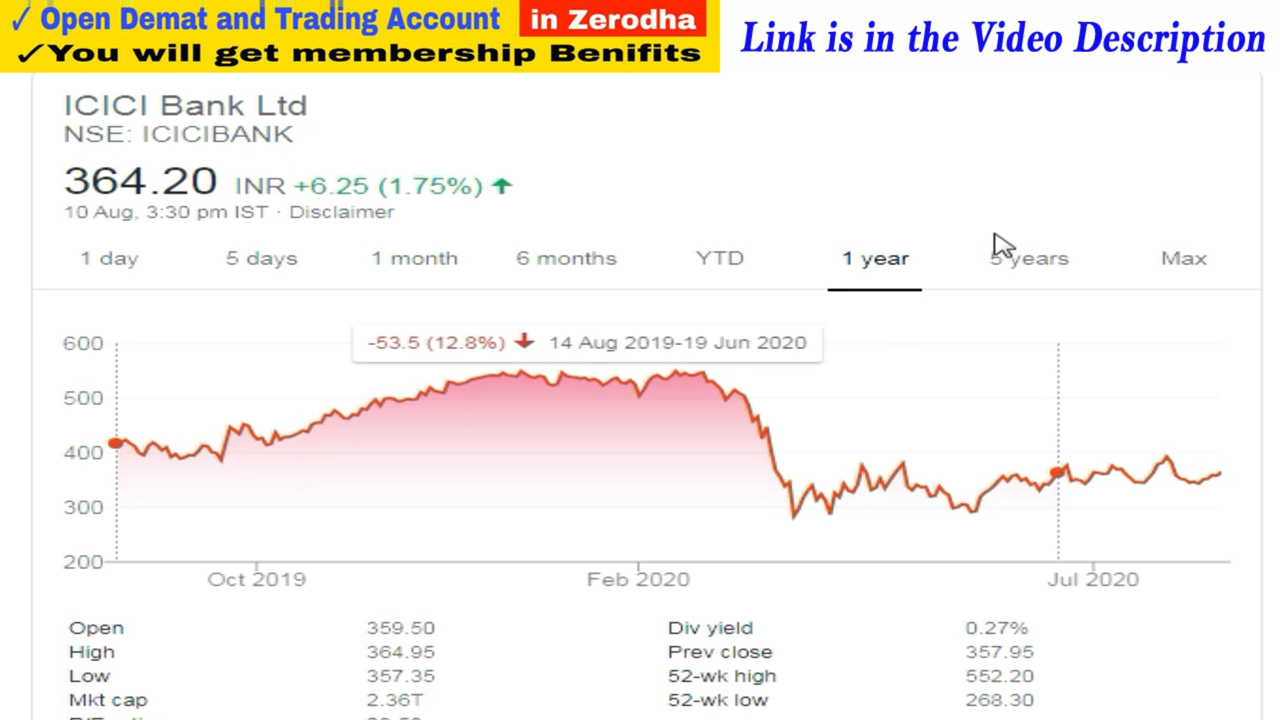 ✓ Open Demat and Trading Account in Zerodha
✓You will get membership Benifits
Link is in the Video Description
ICICI Bank Ltd
NSE: ICICIBANK
364.20 INR +6.25 (1.75%) ↑
10 Aug, 3:30 pm IST · Disclaimer
1 day 5 days 1 month 6 months YTD 1 year 5 years Max
-53.5 (12.8%) ↓ 14 Aug 2019-19 Jun 2020
600
500
400
300
200
Oct 2019 Feb 2020 Jul 2020
Open 359.50 Div yield 0.27%
High 364.95 Prev close 357.95
Low 357.35 52-wk high 552.20
Mkt cap 2.36T 52-wk low 268.30